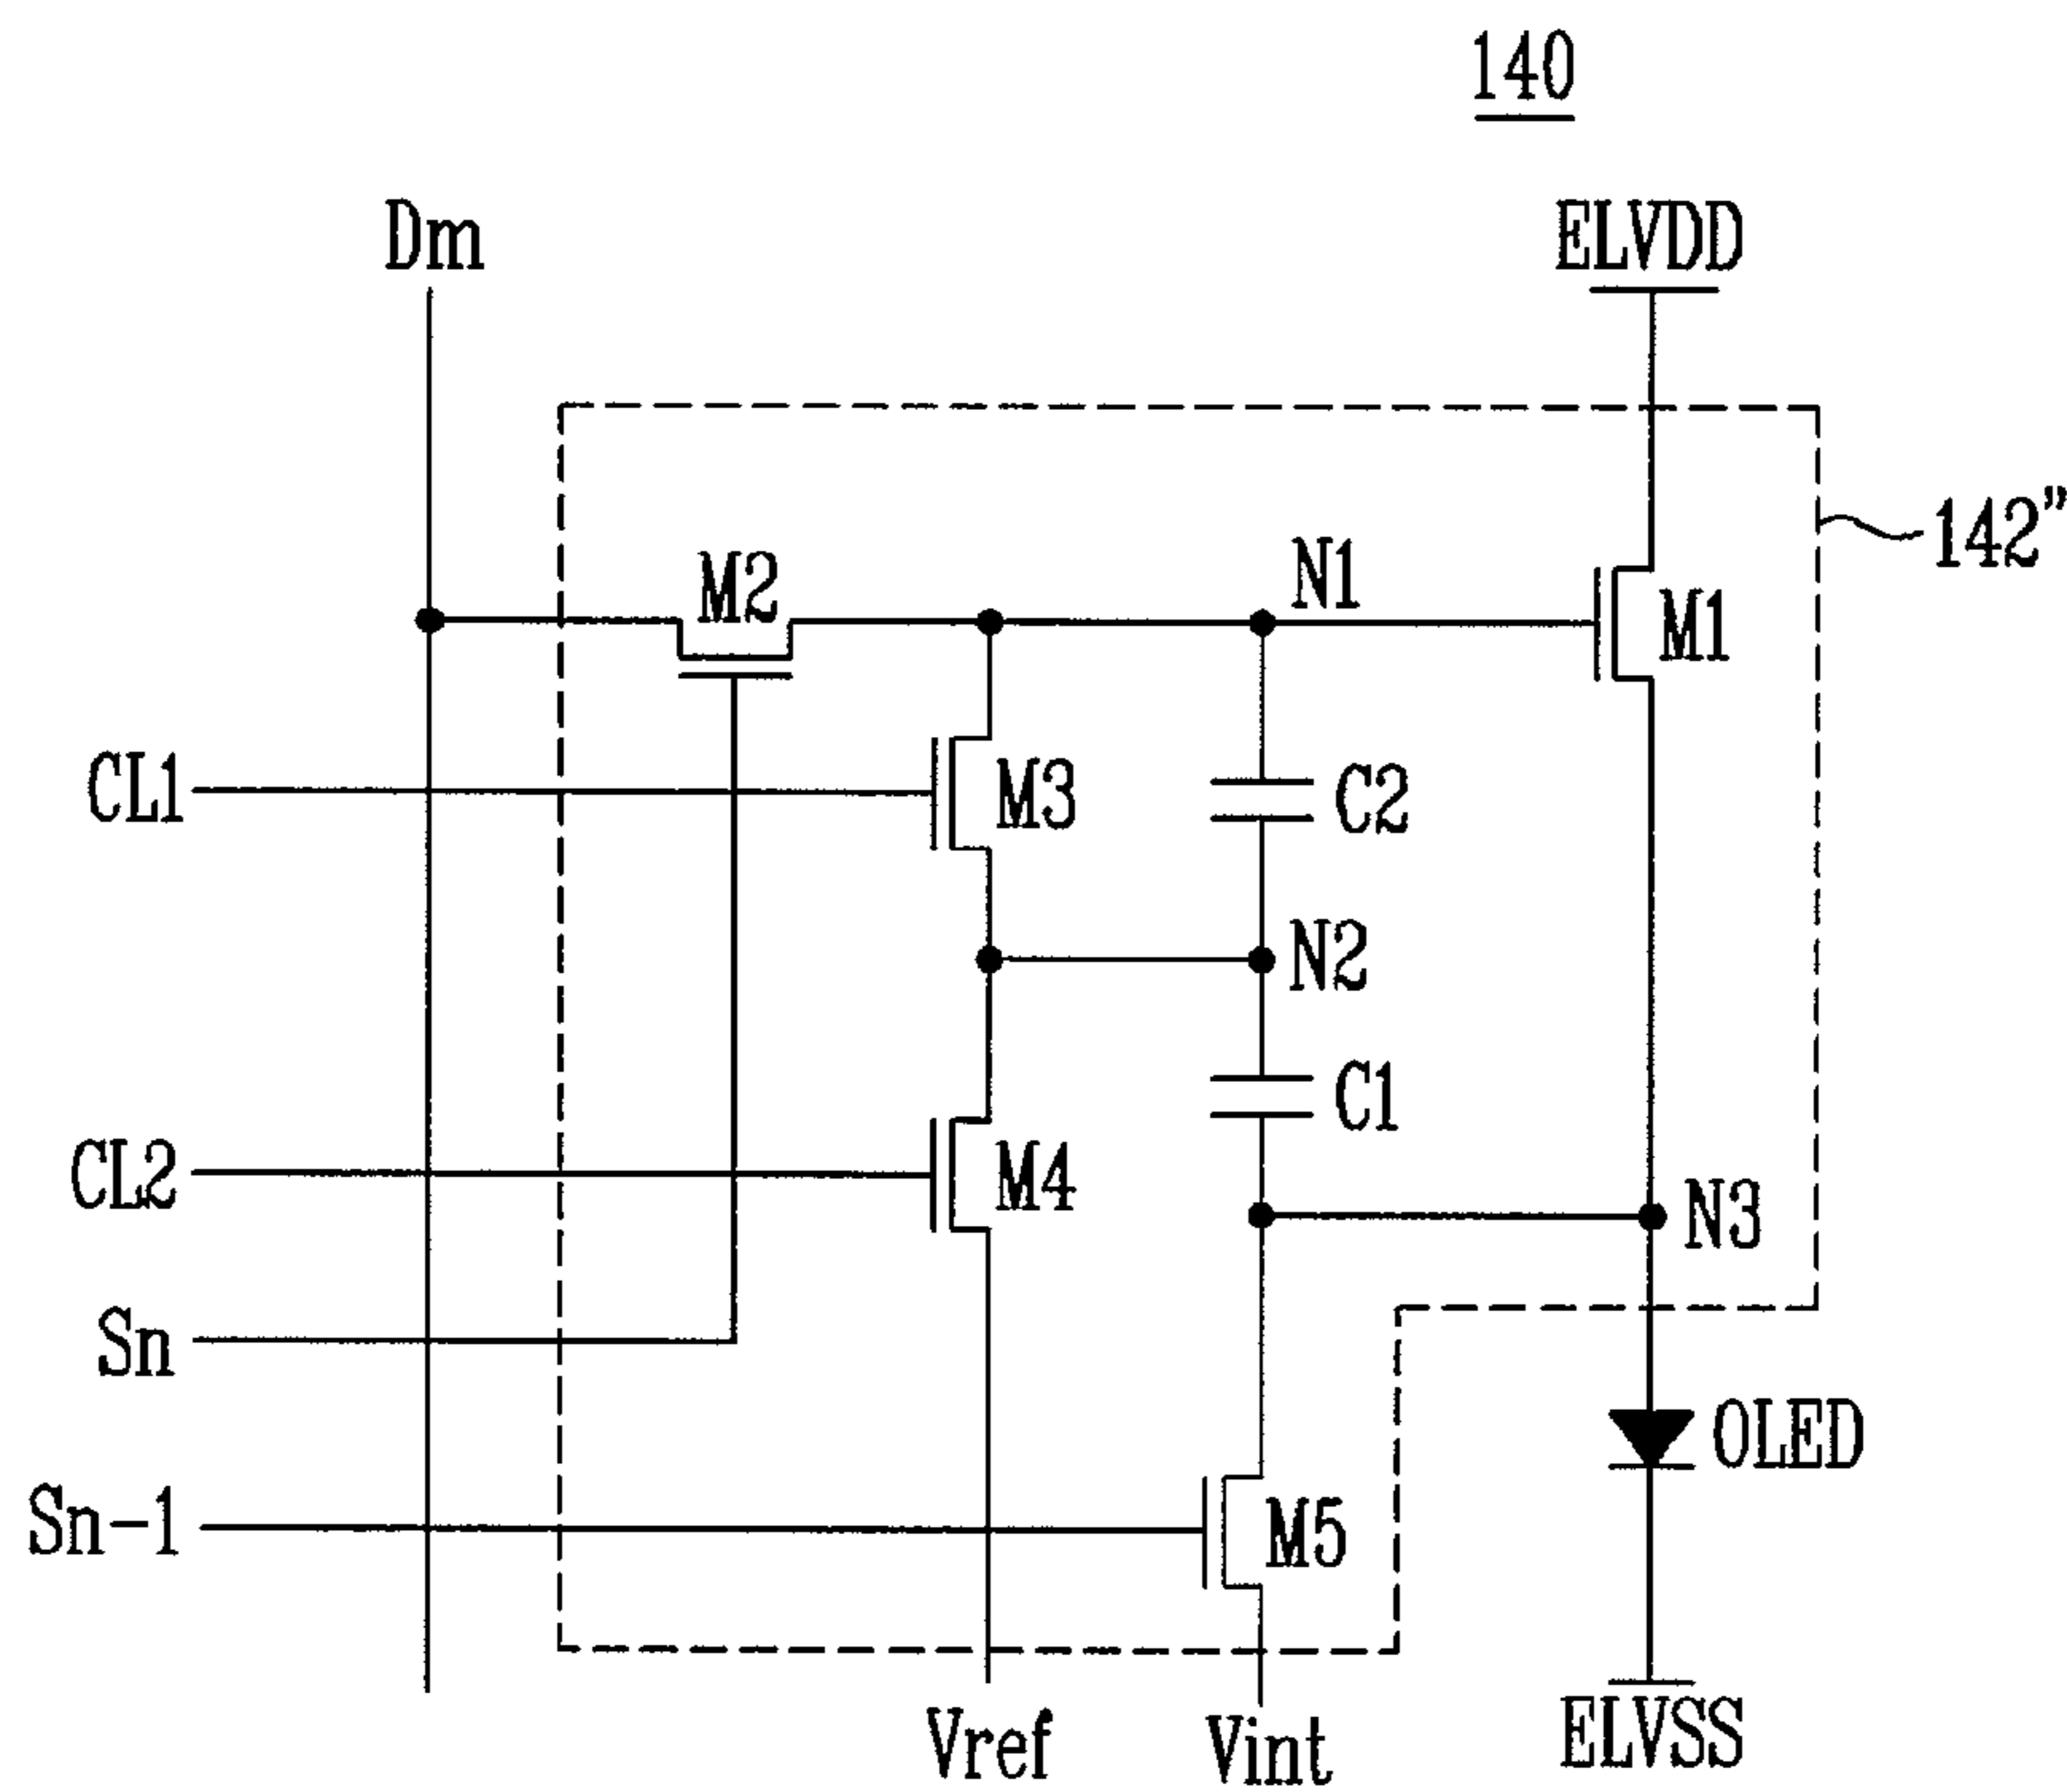 140
Dm
ELVDD
142"
M2
N1
M1
CL1
M3
C2
N2
C1
CL2
M4
N3
Sn
OLED
Sn-1
M5
Vref
Vint
ELVSS